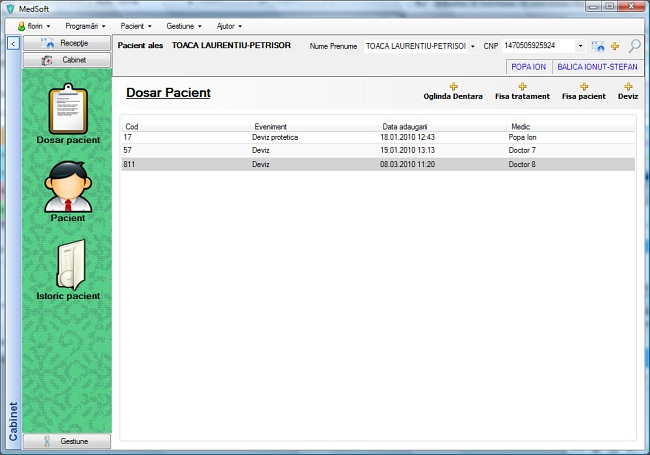 MedSoft
florin Programări Pacient Gestiune Ajutor
<
Recepție
Cabinet
Pacient ales TOACA LAURENTIU-PETRISOR Nume Prenume TOACA LAURENTIU-PETRISOI CNP 1470505925924
POPA ION BALICA IONUT-STEFAN
Dosar Pacient
Oglinda Dentara Fisa tratament Fisa pacient Deviz
Cod Eveniment Data adaugarii Medic
17 Deviz protetica 18.01.2010 12:43 Popa Ion
57 Deviz 19.01.2010 13:13 Doctor 7
811 Deviz 08.03.2010 11:20 Doctor 8
Dosar pacient
Pacient
Istoric pacient
Cabinet
Gestiune